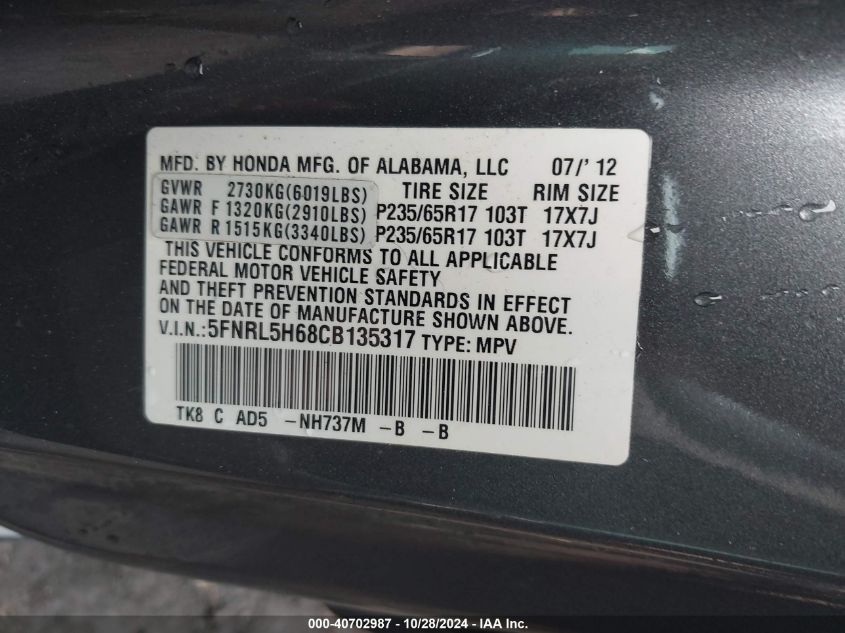 MFD. BY HONDA MFG. OF ALABAMA, LLC 07/' 12
GVWR 2730KG(6019LBS) TIRE SIZE RIM SIZE
GAWR F 1320KG(2910LBS) P235/65R17 103T 17X7J
GAWR R 1515KG(3340LBS) P235/65R17 103T 17X7J
THIS VEHICLE CONFORMS TO ALL APPLICABLE
FEDERAL MOTOR VEHICLE SAFETY
AND THEFT PREVENTION STANDARDS IN EFFECT
ON THE DATE OF MANUFACTURE SHOWN ABOVE.
V.I.N.:5FNRL5H68CB135317 TYPE: MPV
TK8 C AD5 -NH737M -B -B
000-40702987 - 10/28/2024 - IAA Inc.